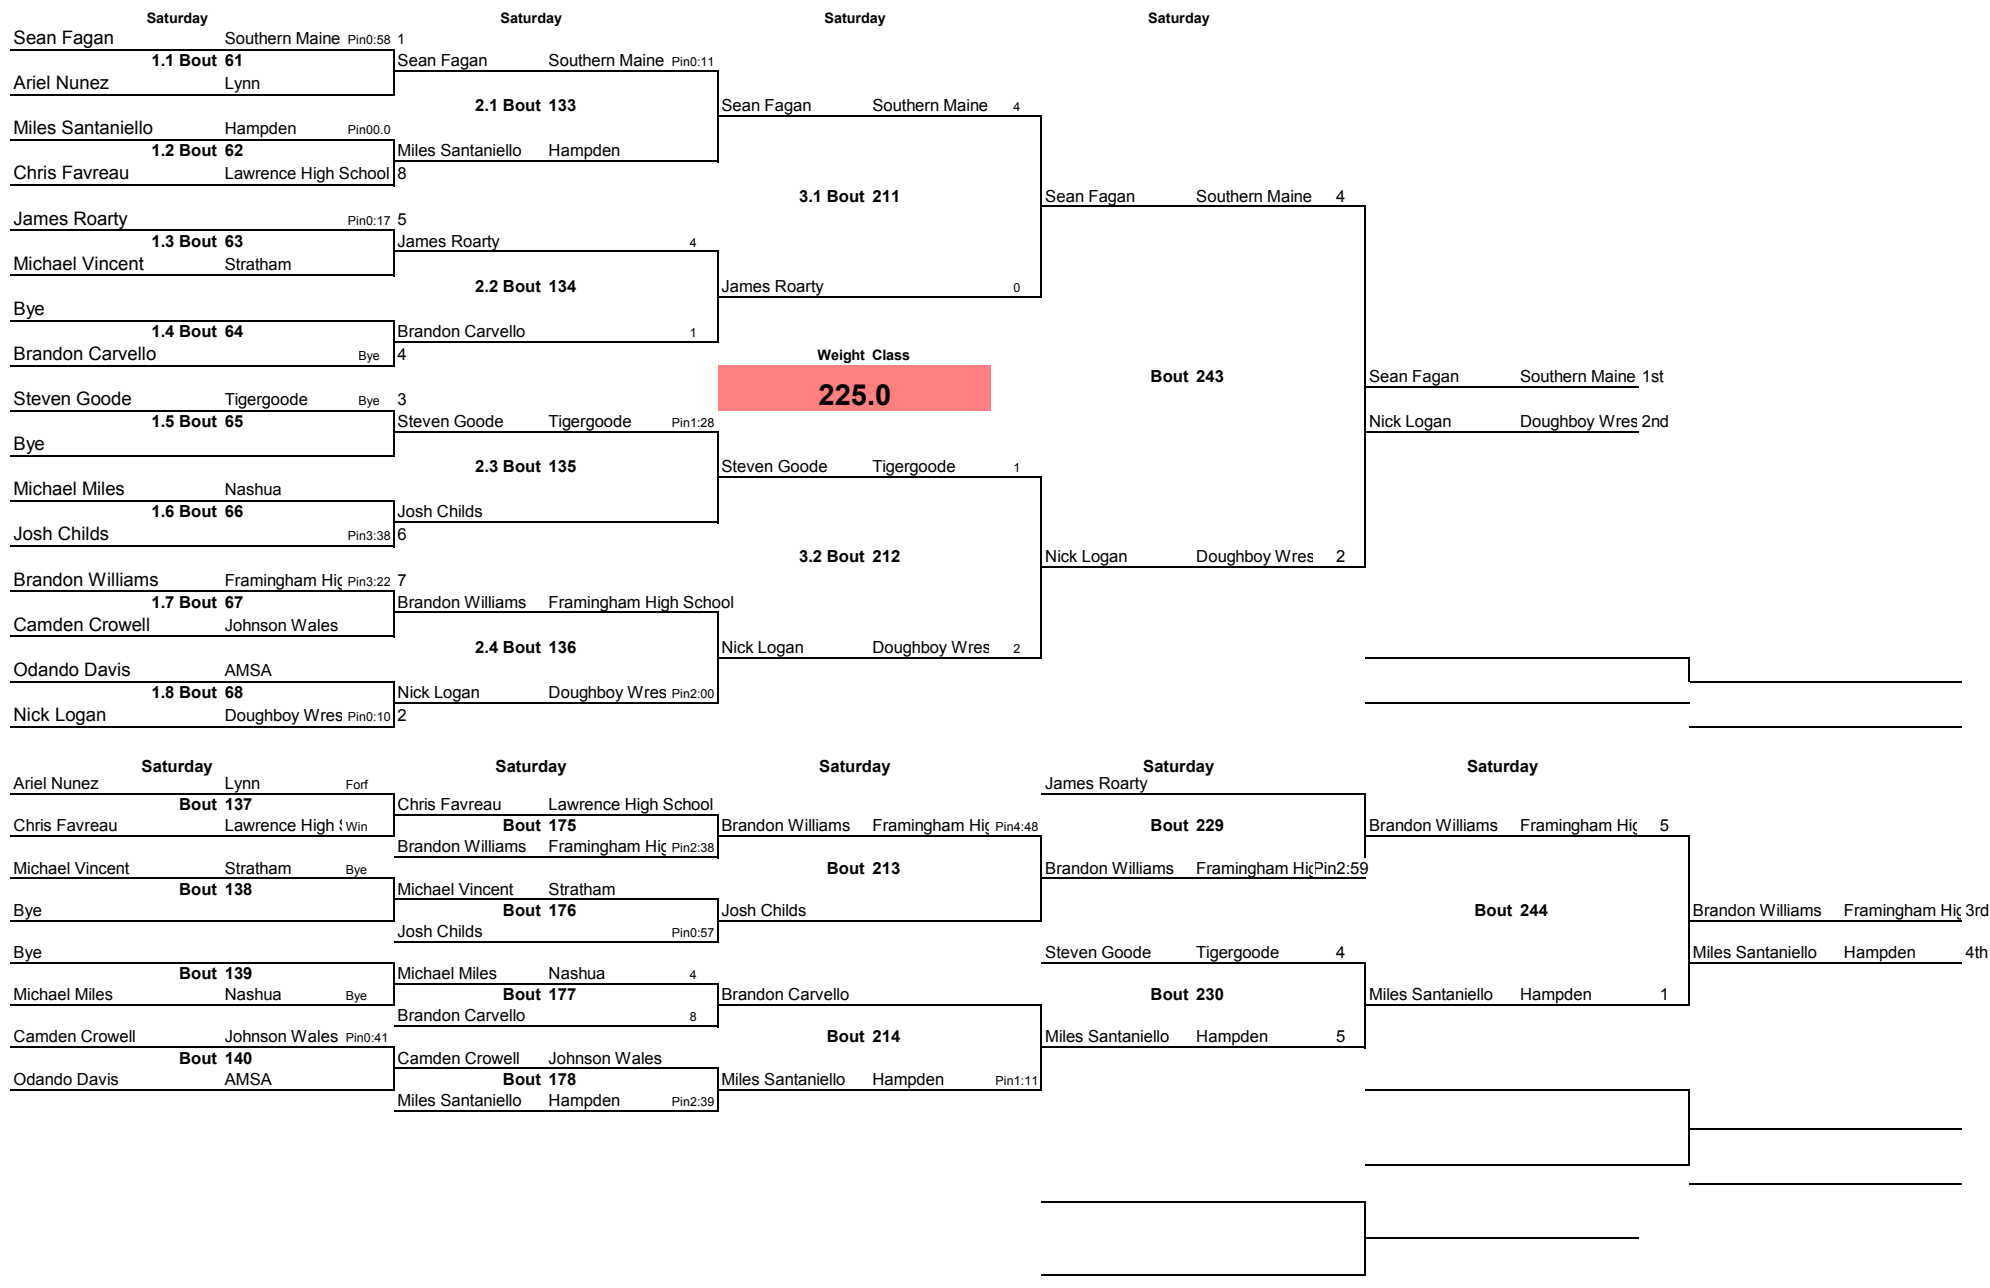 Saturday Saturday Saturday Saturday
Sean Fagan Southern Maine Pin0:58 1
1.1 Bout 61 Sean Fagan Southern Maine Pin0:11
Ariel Nunez Lynn
2.1 Bout 133 Sean Fagan Southern Maine 4
Miles Santaniello Hampden Pin00.0
1.2 Bout 62 Miles Santaniello Hampden
Chris Favreau Lawrence High School 8
3.1 Bout 211 Sean Fagan Southern Maine 4
James Roarty Pin0:17 5
1.3 Bout 63 James Roarty 4
Michael Vincent Stratham
2.2 Bout 134 James Roarty 0
Bye
1.4 Bout 64 Brandon Carvello 1
Brandon Carvello Bye 4 Weight Class
Bout 243 Sean Fagan Southern Maine 1st
225.0
Steven Goode Tigergoode Bye 3
1.5 Bout 65 Steven Goode Tigergoode Pin1:28 Nick Logan Doughboy Wres 2nd
Bye
2.3 Bout 135 Steven Goode Tigergoode 1
Michael Miles Nashua
1.6 Bout 66 Josh Childs
Josh Childs Pin3:38 6
3.2 Bout 212 Nick Logan Doughboy Wres 2
Brandon Williams Framingham Hig Pin3:22 7
1.7 Bout 67 Brandon Williams Framingham High School
Camden Crowell Johnson Wales
2.4 Bout 136 Nick Logan Doughboy Wres 2
Odando Davis AMSA
1.8 Bout 68 Nick Logan Doughboy Wres Pin2:00
Nick Logan Doughboy Wres Pin0:10 2
Saturday Saturday Saturday Saturday Saturday
Ariel Nunez Lynn Forf James Roarty
Bout 137 Chris Favreau Lawrence High School
Chris Favreau Lawrence High S Win Bout 175 Brandon Williams Framingham Hig Pin4:48 Bout 229 Brandon Williams Framingham Hig 5
Brandon Williams Framingham Hig Pin2:38
Michael Vincent Stratham Bye Bout 213 Brandon Williams Framingham Hig Pin2:59
Bout 138 Michael Vincent Stratham
Bye Bout 176 Josh Childs Bout 244 Brandon Williams Framingham Hig 3rd
Josh Childs Pin0:57
Bye Steven Goode Tigergoode 4 Miles Santaniello Hampden 4th
Bout 139 Michael Miles Nashua 4
Michael Miles Nashua Bye Bout 177 Brandon Carvello Bout 230 Miles Santaniello Hampden 1
Brandon Carvello 8
Camden Crowell Johnson Wales Pin0:41 Bout 214 Miles Santaniello Hampden 5
Bout 140 Camden Crowell Johnson Wales
Odando Davis AMSA Bout 178 Miles Santaniello Hampden Pin1:11
Miles Santaniello Hampden Pin2:39